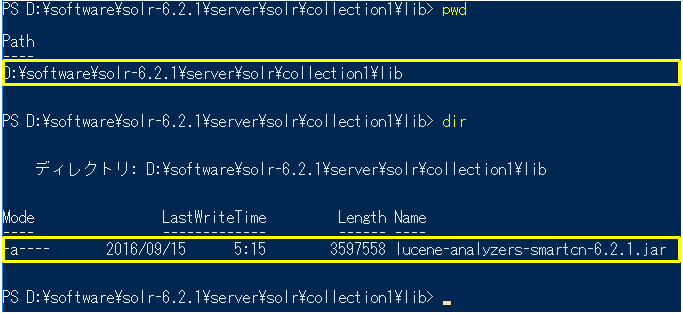 PS D:¥software¥solr-6.2.1¥server¥solr¥collection1¥lib> pwd
Path
----
D:¥software¥solr-6.2.1¥server¥solr¥collection1¥lib
PS D:¥software¥solr-6.2.1¥server¥solr¥collection1¥lib> dir
ディレクトリ: D:¥software¥solr-6.2.1¥server¥solr¥collection1¥lib
Mode LastWriteTime Length Name
---- ------------- ------ ----
-a---- 2016/09/15 5:15 3597558 lucene-analyzers-smartcn-6.2.1.jar
PS D:¥software¥solr-6.2.1¥server¥solr¥collection1¥lib>